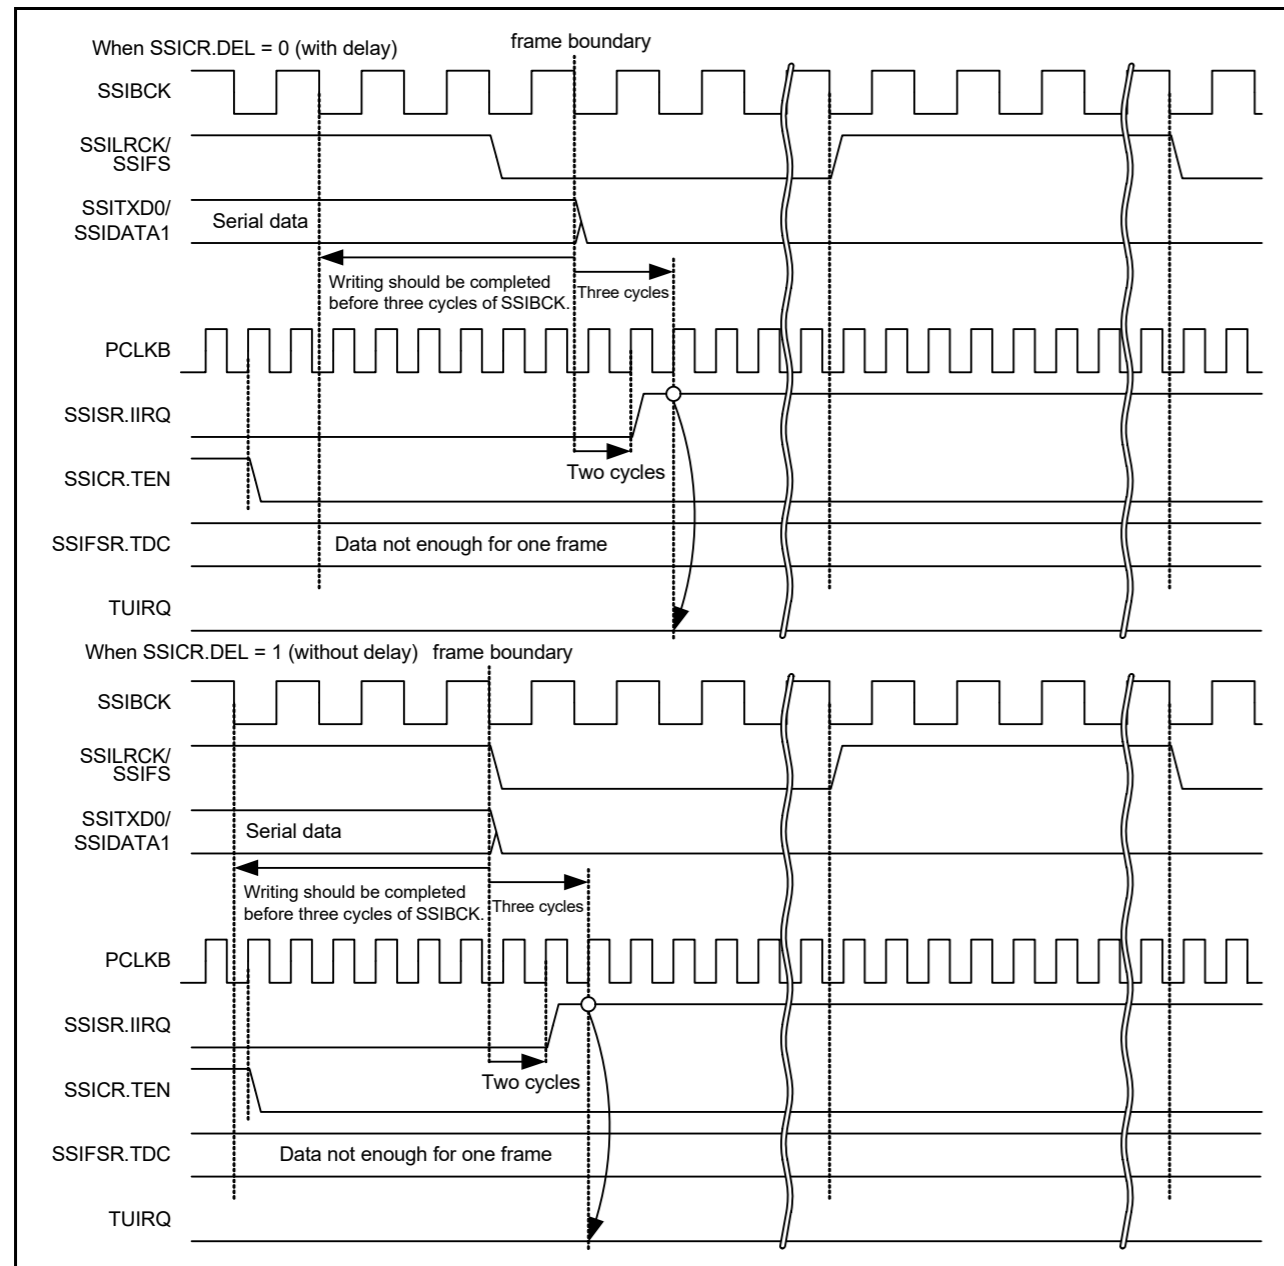 When SSICR.DEL = 0 (with delay)
frame boundary
SSIBCK
SSILRCK/
SSIFS
SSITXD0/
SSIDATA1
Serial data
Writing should be completed
before three cycles of SSIBCK.
Three cycles
PCLKB
SSISR.IIRQ
Two cycles
SSICR.TEN
SSIFSR.TDC
Data not enough for one frame
TUIRQ
When SSICR.DEL = 1 (without delay)
frame boundary
SSIBCK
SSILRCK/
SSIFS
SSITXD0/
SSIDATA1
Serial data
Writing should be completed
before three cycles of SSIBCK.
Three cycles
PCLKB
SSISR.IIRQ
Two cycles
SSICR.TEN
SSIFSR.TDC
Data not enough for one frame
TUIRQ